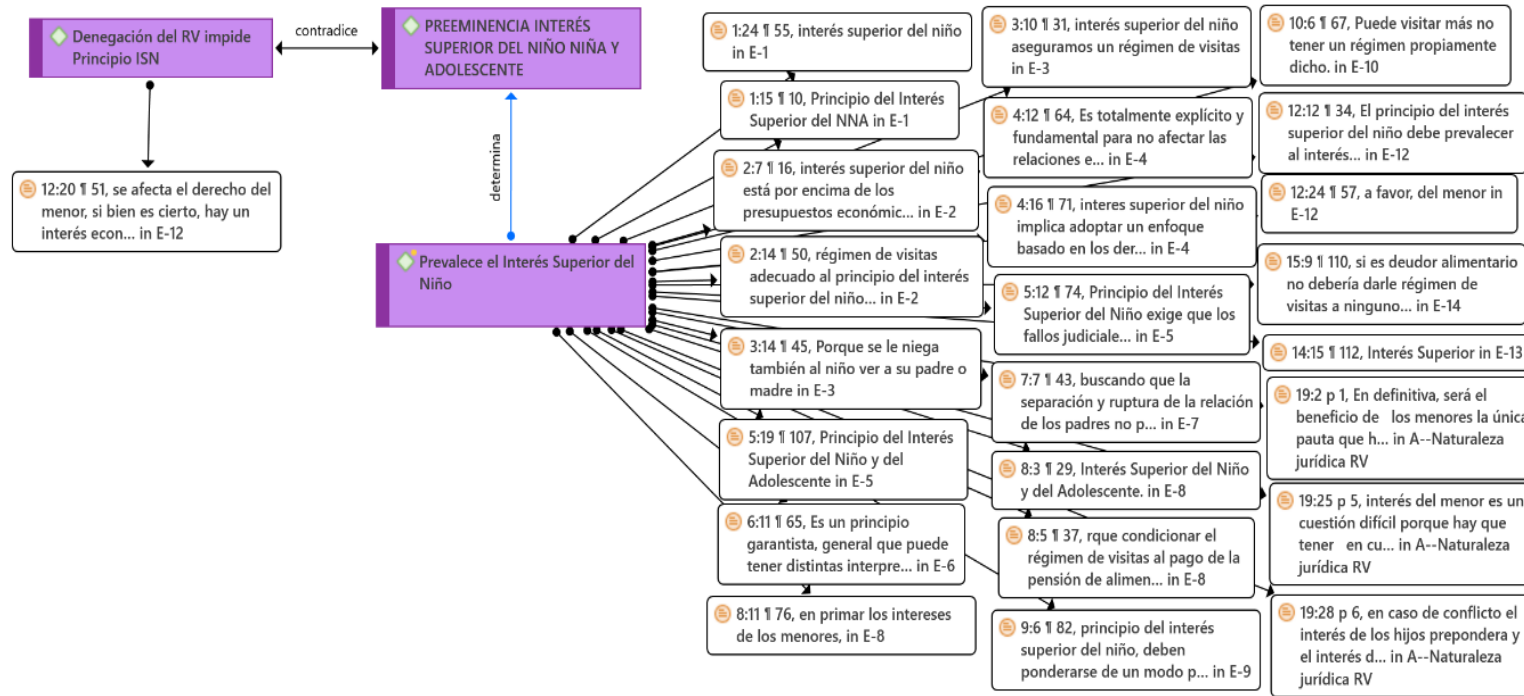 Denegación del RV impide
Principio ISN
contradice
PREEMINENCIA INTERÉS
SUPERIOR DEL NIÑO NIÑA Y
ADOLESCENTE
determina
12:20 ¶ 51, se afecta el derecho del
menor, si bien es cierto, hay un
interés econ... in E-12
Prevalece el Interés Superior del
Niño
1:24 ¶ 55, interés superior del niño
in E-1
1:15 ¶ 10, Principio del Interés
Superior del NNA in E-1
2:7 ¶ 16, interés superior del niño
está por encima de los
presupuestos económic... in E-2
2:14 ¶ 50, régimen de visitas
adecuado al principio del interés
superior del niño... in E-2
3:14 ¶ 45, Porque se le niega
también al niño ver a su padre o
madre in E-3
5:19 ¶ 107, Principio del Interés
Superior del Niño y del
Adolescente in E-5
6:11 ¶ 65, Es un principio
garantista, general que puede
tener distintas interpre... in E-6
8:11 ¶ 76, en primar los intereses
de los menores, in E-8
3:10 ¶ 31, interés superior del niño
aseguramos un régimen de visitas
in E-3
4:12 ¶ 64, Es totalmente explícito y
fundamental para no afectar las
relaciones e... in E-4
4:16 ¶ 71, interes superior del niño
implica adoptar un enfoque
basado en los der... in E-4
5:12 ¶ 74, Principio del Interés
Superior del Niño exige que los
fallos judiciale... in E-5
7:7 ¶ 43, buscando que la
separación y ruptura de la relación
de los padres no p... in E-7
8:3 ¶ 29, Interés Superior del Niño
y del Adolescente. in E-8
8:5 ¶ 37, rque condicionar el
régimen de visitas al pago de la
pensión de alimen... in E-8
9:6 ¶ 82, principio del interés
superior del niño, deben
ponderarse de un modo p... in E-9
10:6 ¶ 67, Puede visitar más no
tener un régimen propiamente
dicho. in E-10
12:12 ¶ 34, El principio del interés
superior del niño debe prevalecer
al interés... in E-12
12:24 ¶ 57, a favor, del menor in
E-12
15:9 ¶ 110, si es deudor alimentario
no debería darle régimen de
visitas a ninguno... in E-14
14:15 ¶ 112, Interés Superior in E-13
19:2 p 1, En definitiva, será el
beneficio de los menores la única
pauta que h... in A--Naturaleza
jurídica RV
19:25 p 5, interés del menor es un
cuestión difícil porque hay que
tener en cu... in A--Naturaleza
jurídica RV
19:28 p 6, en caso de conflicto el
interés de los hijos prepondera y
el interés d... in A--Naturaleza
jurídica RV